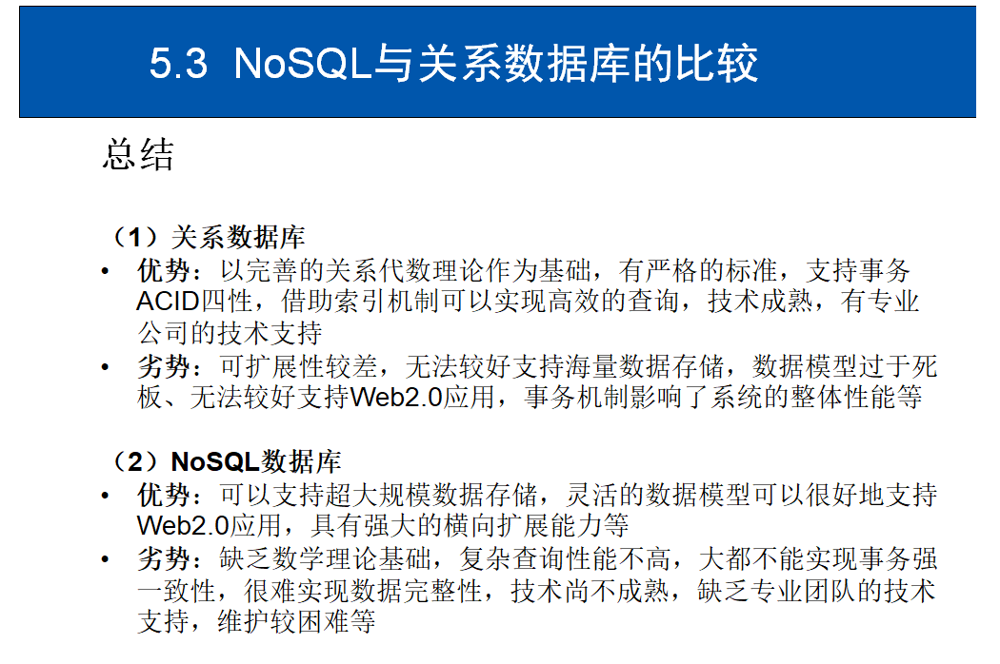 5.3 NoSQL与关系数据库的比较
总结
（1）关系数据库
• 优势：以完善的关系代数理论作为基础，有严格的标准，支持事务
ACID四性，借助索引机制可以实现高效的查询，技术成熟，有专业
公司的技术支持
• 劣势：可扩展性较差，无法较好支持海量数据存储，数据模型过于死
板、无法较好支持Web2.0应用，事务机制影响了系统的整体性能等
（2）NoSQL数据库
• 优势：可以支持超大规模数据存储，灵活的数据模型可以很好地支持
Web2.0应用，具有强大的横向扩展能力等
• 劣势：缺乏数学理论基础，复杂查询性能不高，大都不能实现事务强
一致性，很难实现数据完整性，技术尚不成熟，缺乏专业团队的技术
支持，维护较困难等